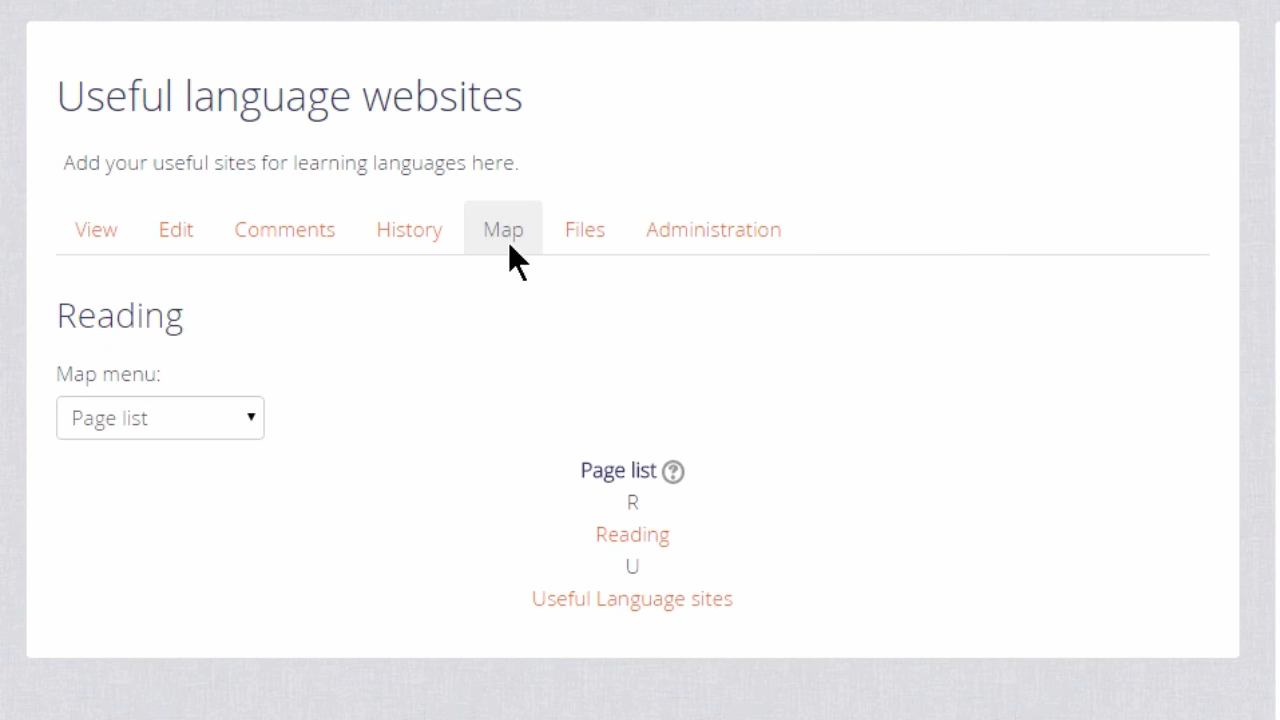 Useful language websites
Add your useful sites for learning languages here.
View Edit Comments History Map Files Administration
Reading
Map menu:
Page list
Page list
R
Reading
U
Useful Language sites